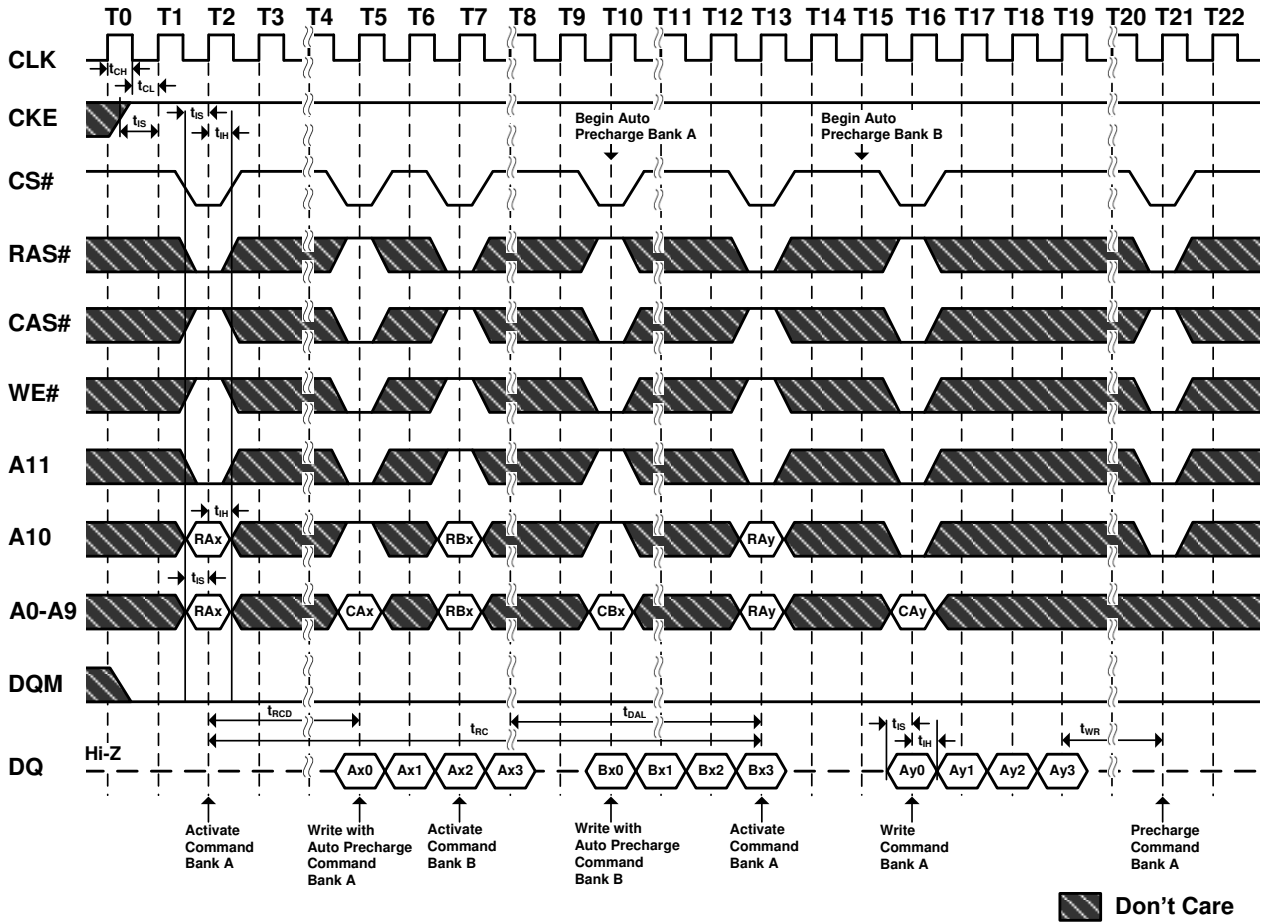 T0 T1 T2 T3 T4 T5 T6 T7 T8 T9 T10 T11 T12 T13 T14 T15 T16 T17 T18 T19 T20 T21 T22
CLK
tCH
tCL
CKE
tIS
tIS
tIH
Begin Auto
Precharge Bank A
Begin Auto
Precharge Bank B
CS#
RAS#
CAS#
WE#
A11
tIH
A10
RAx RBx RAy
tIS
A0-A9
RAx CAx RBx CBx RAy CAy
DQM
tRCD
tDAL
tRC
tIS
tIH
tWR
Hi-Z
DQ
Ax0 Ax1 Ax2 Ax3 Bx0 Bx1 Bx2 Bx3 Ay0 Ay1 Ay2 Ay3
Activate
Command
Bank A
Write with
Auto Precharge
Command
Bank A
Activate
Command
Bank B
Write with
Auto Precharge
Command
Bank B
Activate
Command
Bank A
Write
Command
Bank A
Precharge
Command
Bank A
Don't Care